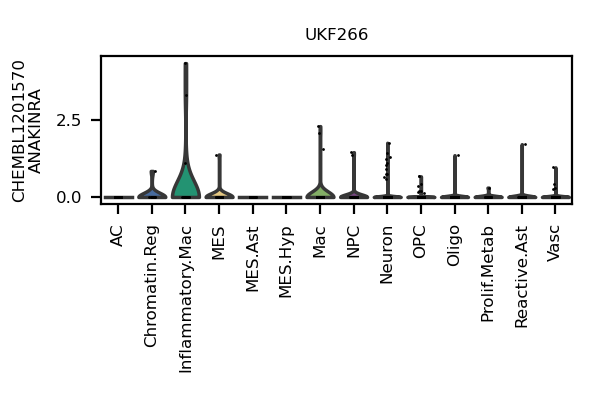 UKF266
CHEMBL1201570
ANAKINRA
2.5
0.0
AC
Chromatin.Reg
Inflammatory.Mac
MES
MES.Ast
MES.Hyp
Mac
NPC
Neuron
OPC
Oligo
Prolif.Metab
Reactive.Ast
Vasc